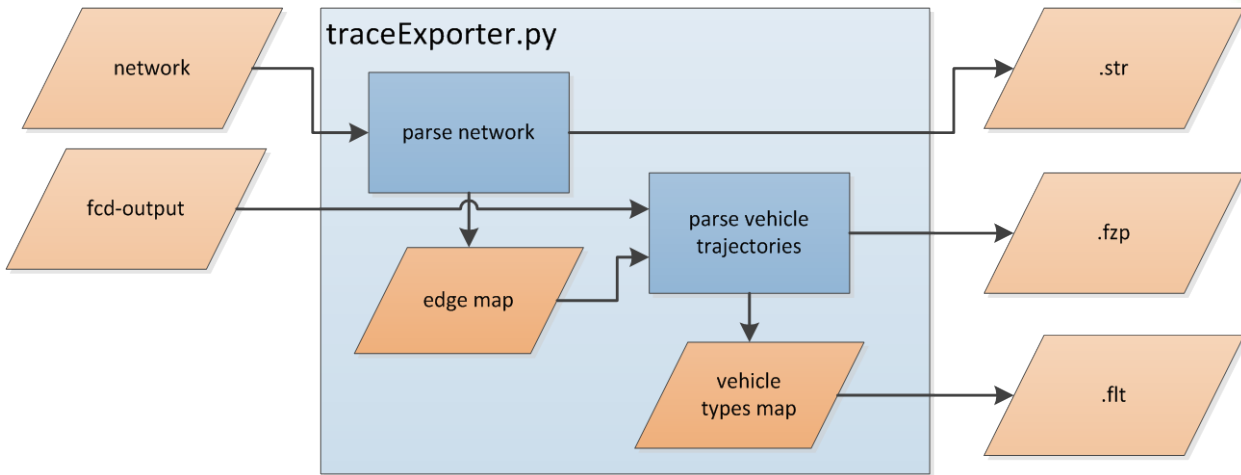 traceExporter.py
network
parse network
.str
fcd-output
parse vehicle
trajectories
.fzp
edge map
vehicle
types map
.flt